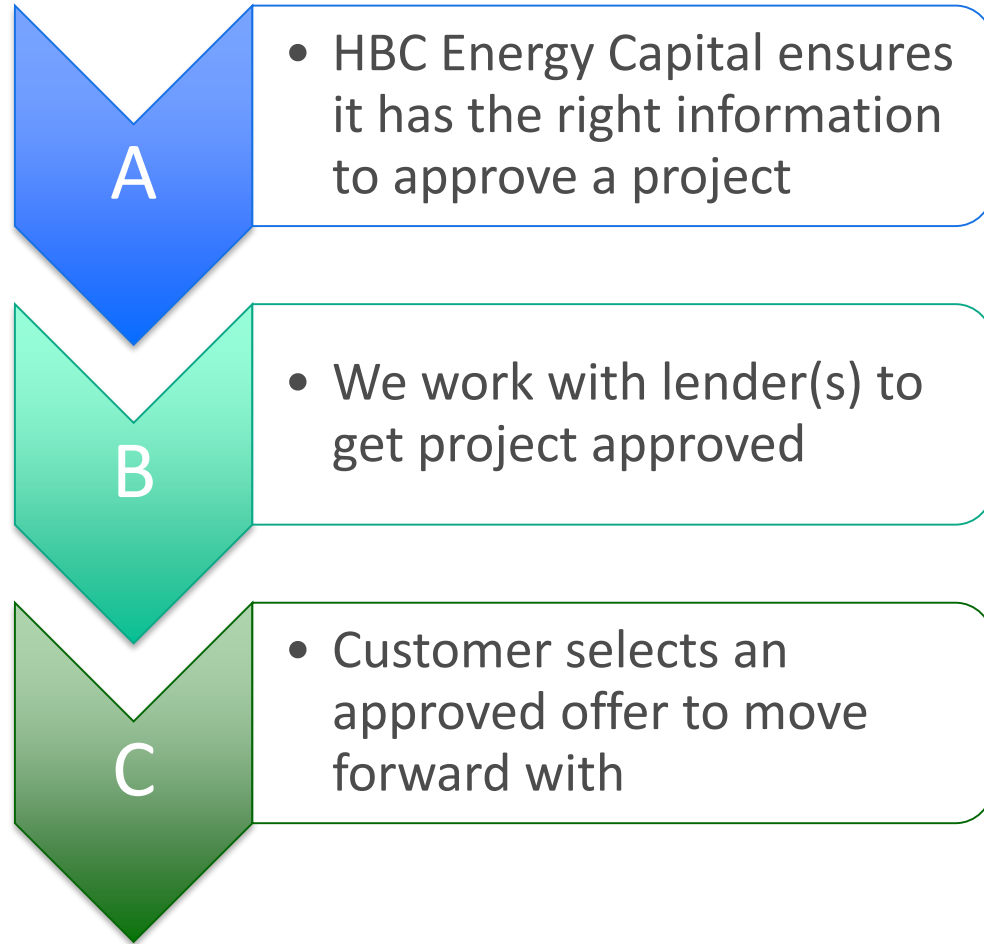 A
• HBC Energy Capital ensures
it has the right information
to approve a project
B
• We work with lender(s) to
get project approved
C
• Customer selects an
approved offer to move
forward with